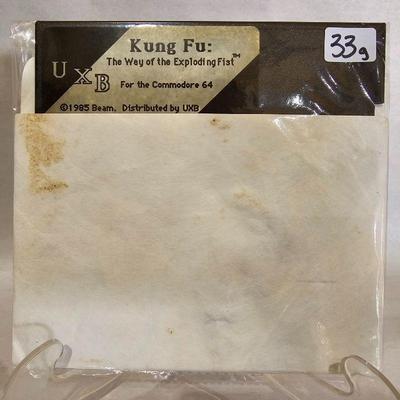 Kung Fu:
The Way of the Exploding Fist™
UXB
For the Commodore 64
©1985 Beam. Distributed by UXB
33g